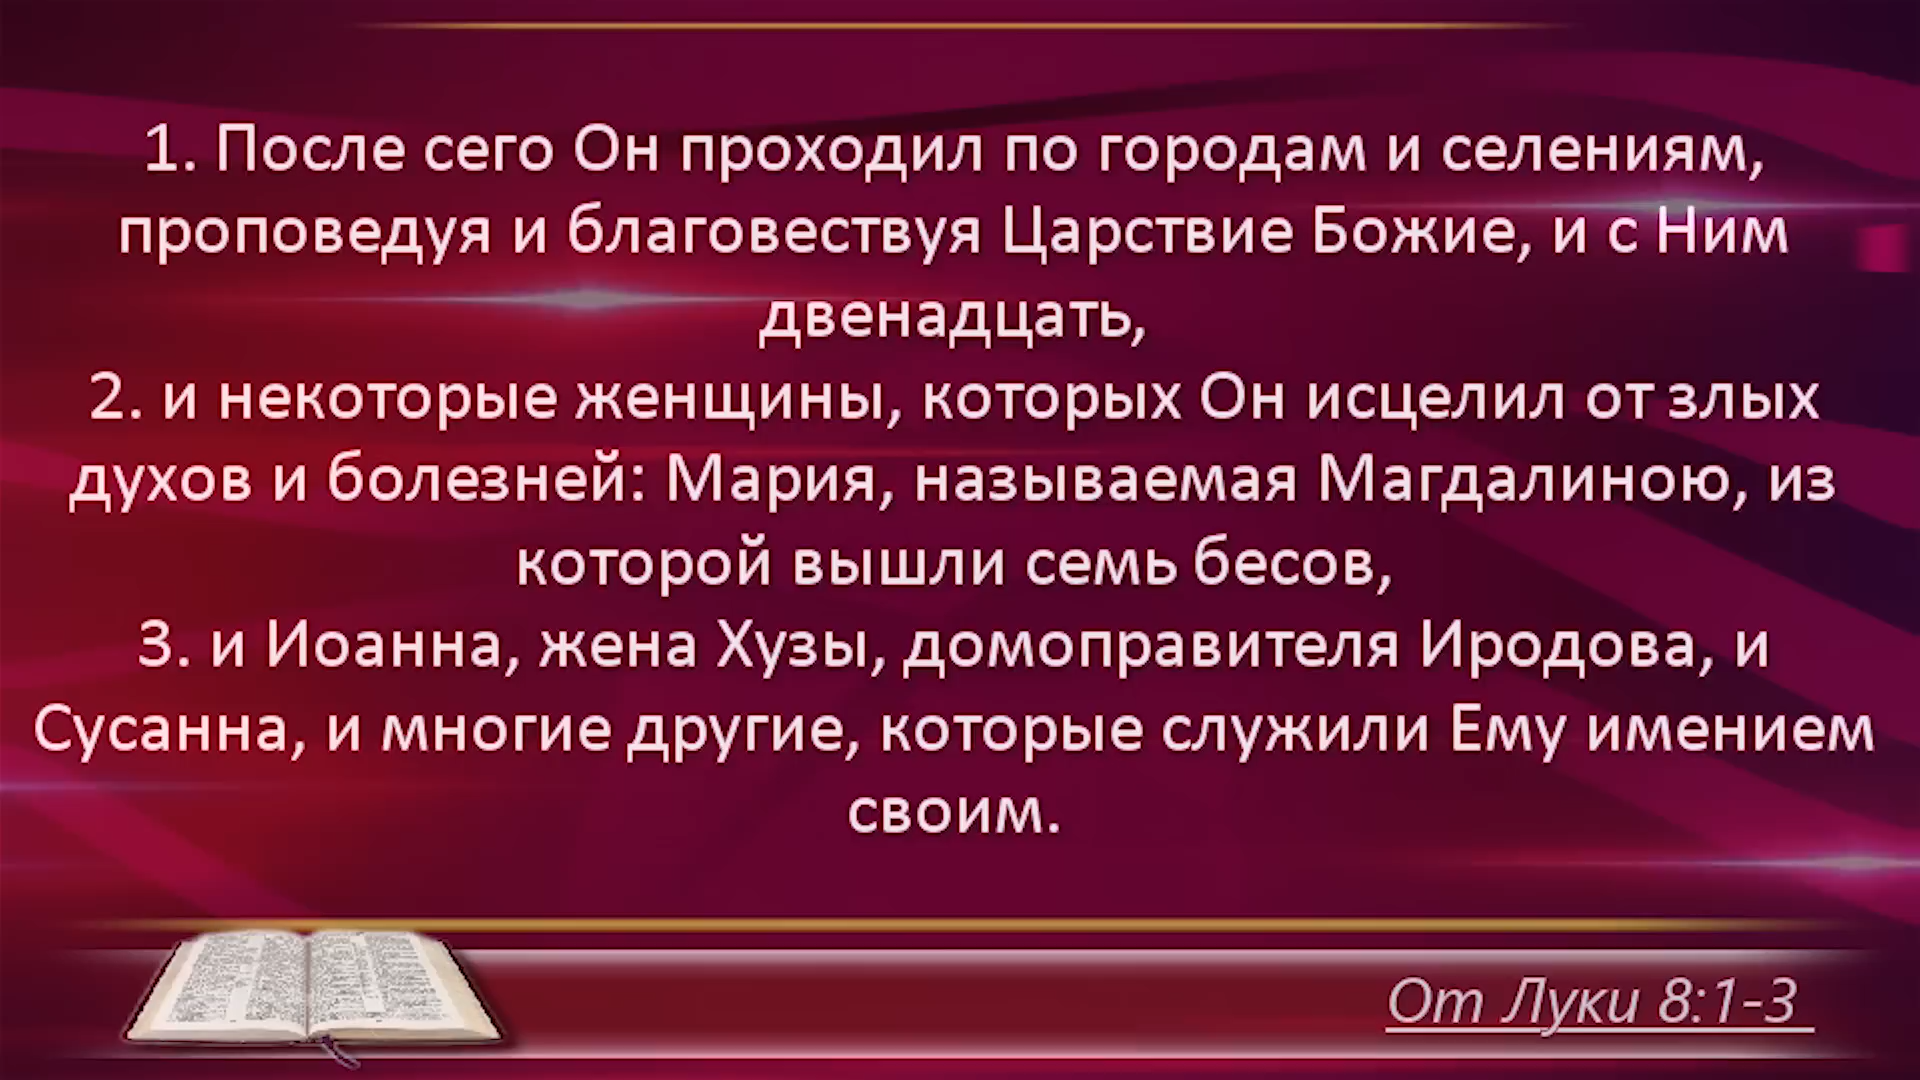 1. После сего Он проходил по городам и селениям,
проповедуя и благовествуя Царствие Божие, и с Ним
двенадцать,
2. и некоторые женщины, которых Он исцелил от злых
духов и болезней: Мария, называемая Магдалиною, из
которой вышли семь бесов,
3. и Иоанна, жена Хузы, домоправителя Иродова, и
Сусанна, и многие другие, которые служили Ему имением
своим.
От Луки 8:1-3